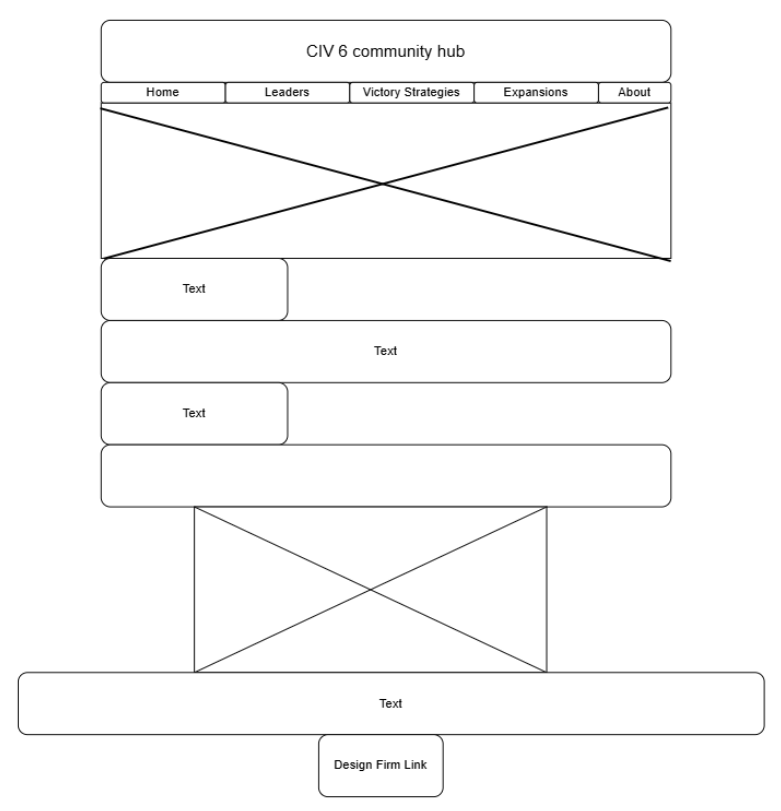 CIV 6 community hub
Home Leaders Victory Strategies Expansions About
Text
Text
Text
Text
Design Firm Link